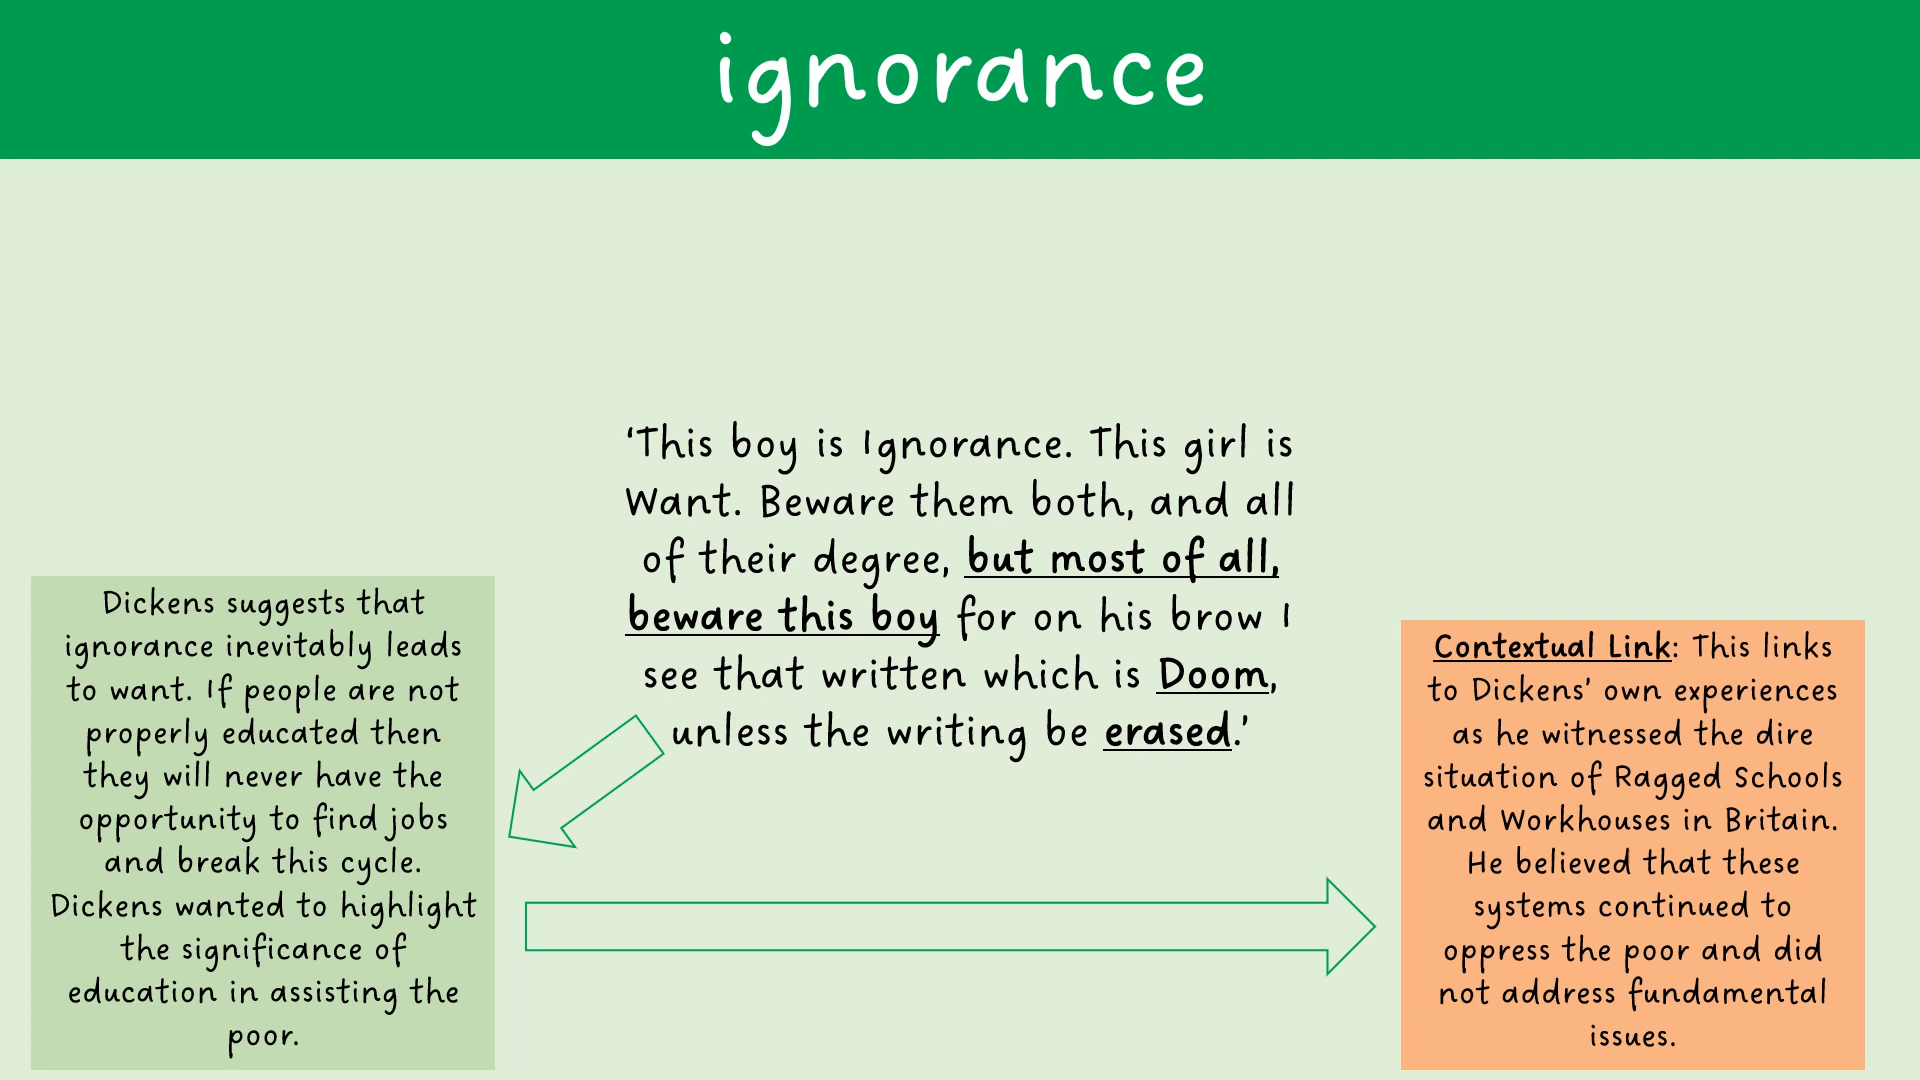 ignorance
‘This boy is Ignorance. This girl is
Want. Beware them both, and all
of their degree, but most of all,
beware this boy for on his brow I
see that written which is Doom,
unless the writing be erased.’
Dickens suggests that
ignorance inevitably leads
to want. If people are not
properly educated then
they will never have the
opportunity to find jobs
and break this cycle.
Dickens wanted to highlight
the significance of
education in assisting the
poor.
Contextual Link: This links
to Dickens’ own experiences
as he witnessed the dire
situation of Ragged Schools
and Workhouses in Britain.
He believed that these
systems continued to
oppress the poor and did
not address fundamental
issues.